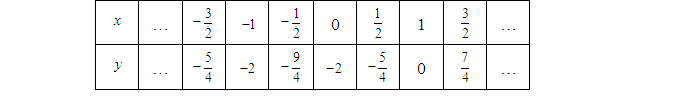 x … −3/2 −1 −1/2 0 1/2 1 3/2 …
y … −5/4 −2 −9/4 −2 −5/4 0 7/4 …